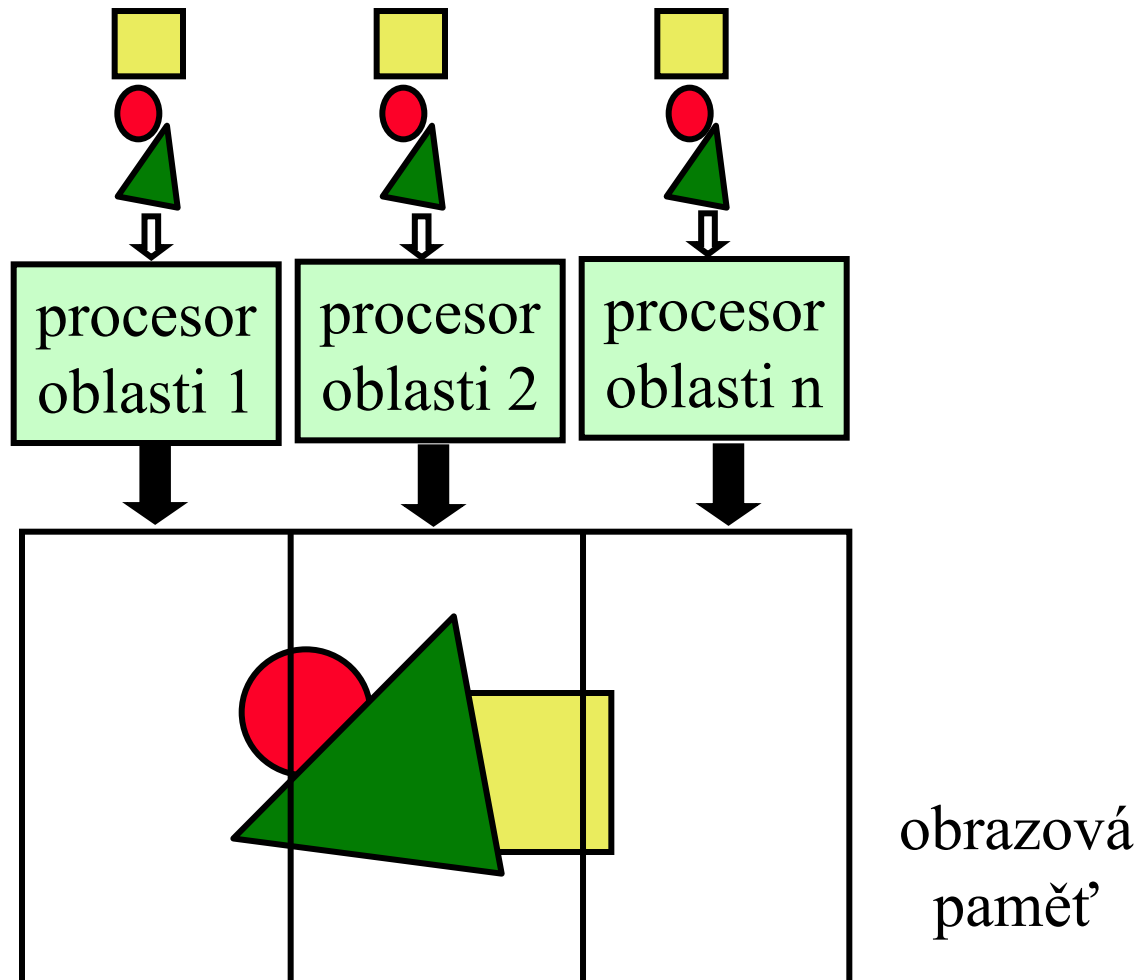 procesor
oblasti 1
procesor
oblasti 2
procesor
oblasti n
obrazová
paměť